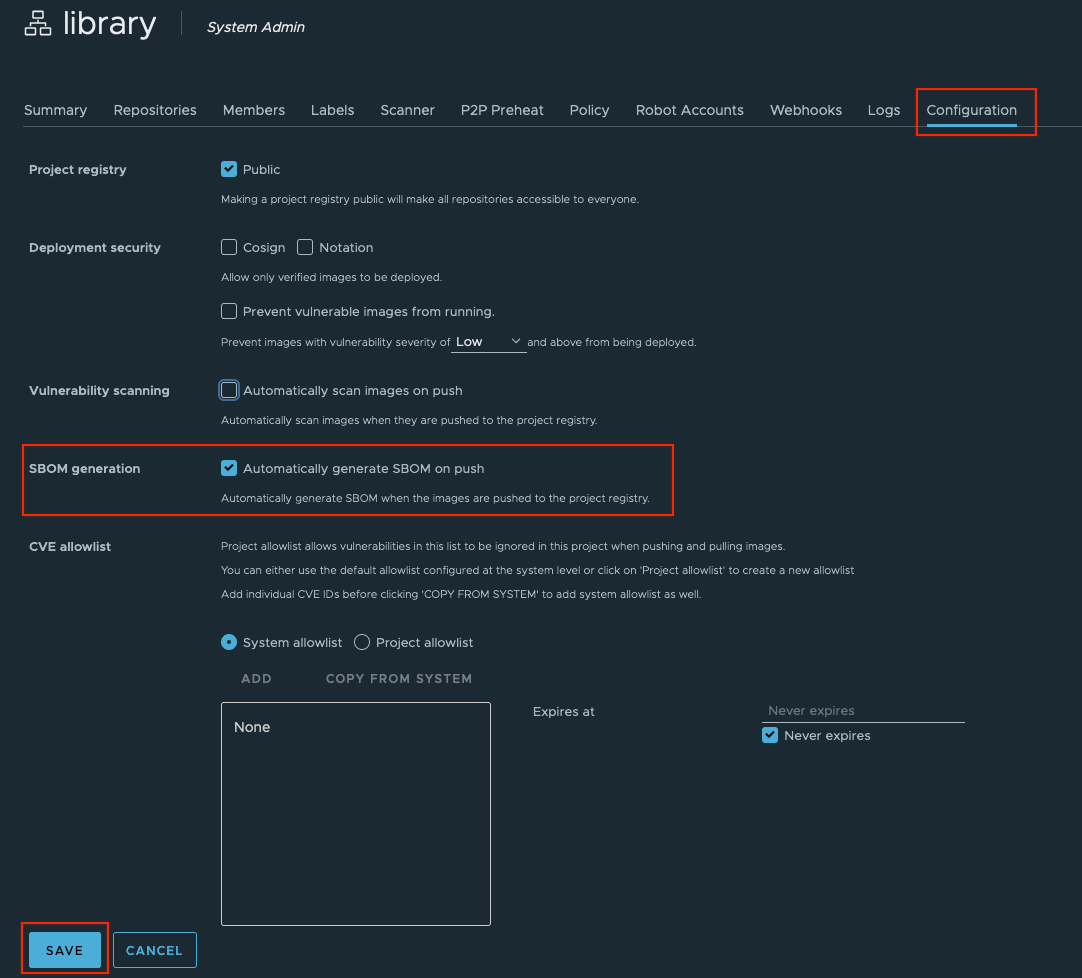 library
System Admin
Summary Repositories Members Labels Scanner P2P Preheat Policy Robot Accounts Webhooks Logs Configuration
Project registry Public
Making a project registry public will make all repositories accessible to everyone.
Deployment security Cosign Notation
Allow only verified images to be deployed.
Prevent vulnerable images from running.
Prevent images with vulnerability severity of Low and above from being deployed.
Vulnerability scanning Automatically scan images on push
Automatically scan images when they are pushed to the project registry.
SBOM generation Automatically generate SBOM on push
Automatically generate SBOM when the images are pushed to the project registry.
CVE allowlist Project allowlist allows vulnerabilities in this list to be ignored in this project when pushing and pulling images.
You can either use the default allowlist configured at the system level or click on 'Project allowlist' to create a new allowlist
Add individual CVE IDs before clicking 'COPY FROM SYSTEM' to add system allowlist as well.
System allowlist Project allowlist
ADD COPY FROM SYSTEM
None
Expires at Never expires
Never expires
SAVE CANCEL